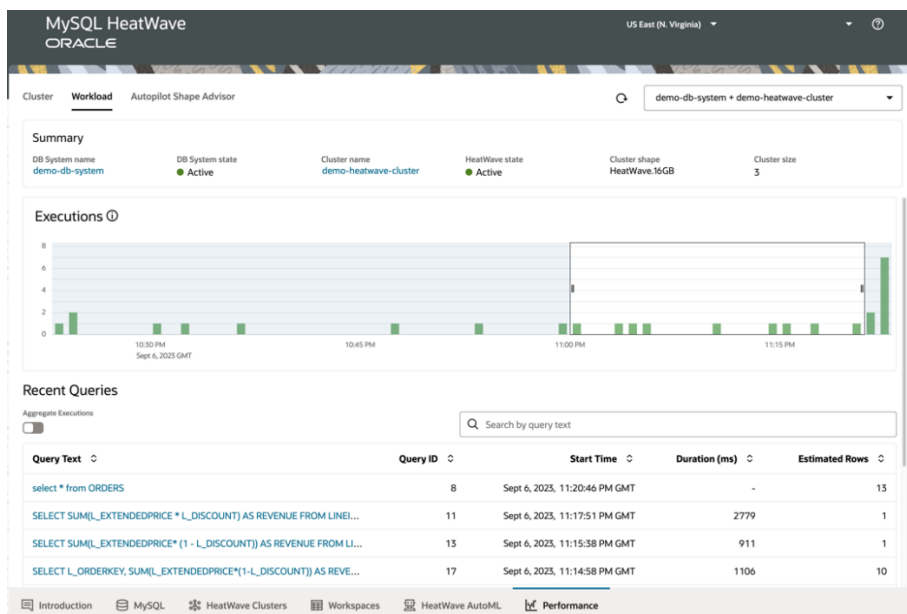 MySQL HeatWave
ORACLE
US East (N. Virginia)
Cluster Workload Autopilot Shape Advisor
demo-db-system + demo-heatwave-cluster
Summary
DB System name DB System state Cluster name HeatWave state Cluster shape Cluster size
demo-db-system Active demo-heatwave-cluster Active HeatWave.16GB 3
Executions
8
6
4
2
0
10:30 PM 10:45 PM 11:00 PM 11:15 PM
Sept 6, 2023 GMT
Recent Queries
Aggregate Executions
Search by query text
Query Text Query ID Start Time Duration (ms) Estimated Rows
select * from ORDERS 8 Sept 6, 2023, 11:20:46 PM GMT - 13
SELECT SUM(L_EXTENDEDPRICE * L_DISCOUNT) AS REVENUE FROM LINEI... 11 Sept 6, 2023, 11:17:51 PM GMT 2779 1
SELECT SUM(L_EXTENDEDPRICE* (1 - L_DISCOUNT)) AS REVENUE FROM LI... 13 Sept 6, 2023, 11:15:38 PM GMT 911 1
SELECT L_ORDERKEY, SUM(L_EXTENDEDPRICE*(1-L_DISCOUNT)) AS REVE... 17 Sept 6, 2023, 11:14:58 PM GMT 1106 10
Introduction MySQL HeatWave Clusters Workspaces HeatWave AutoML Performance